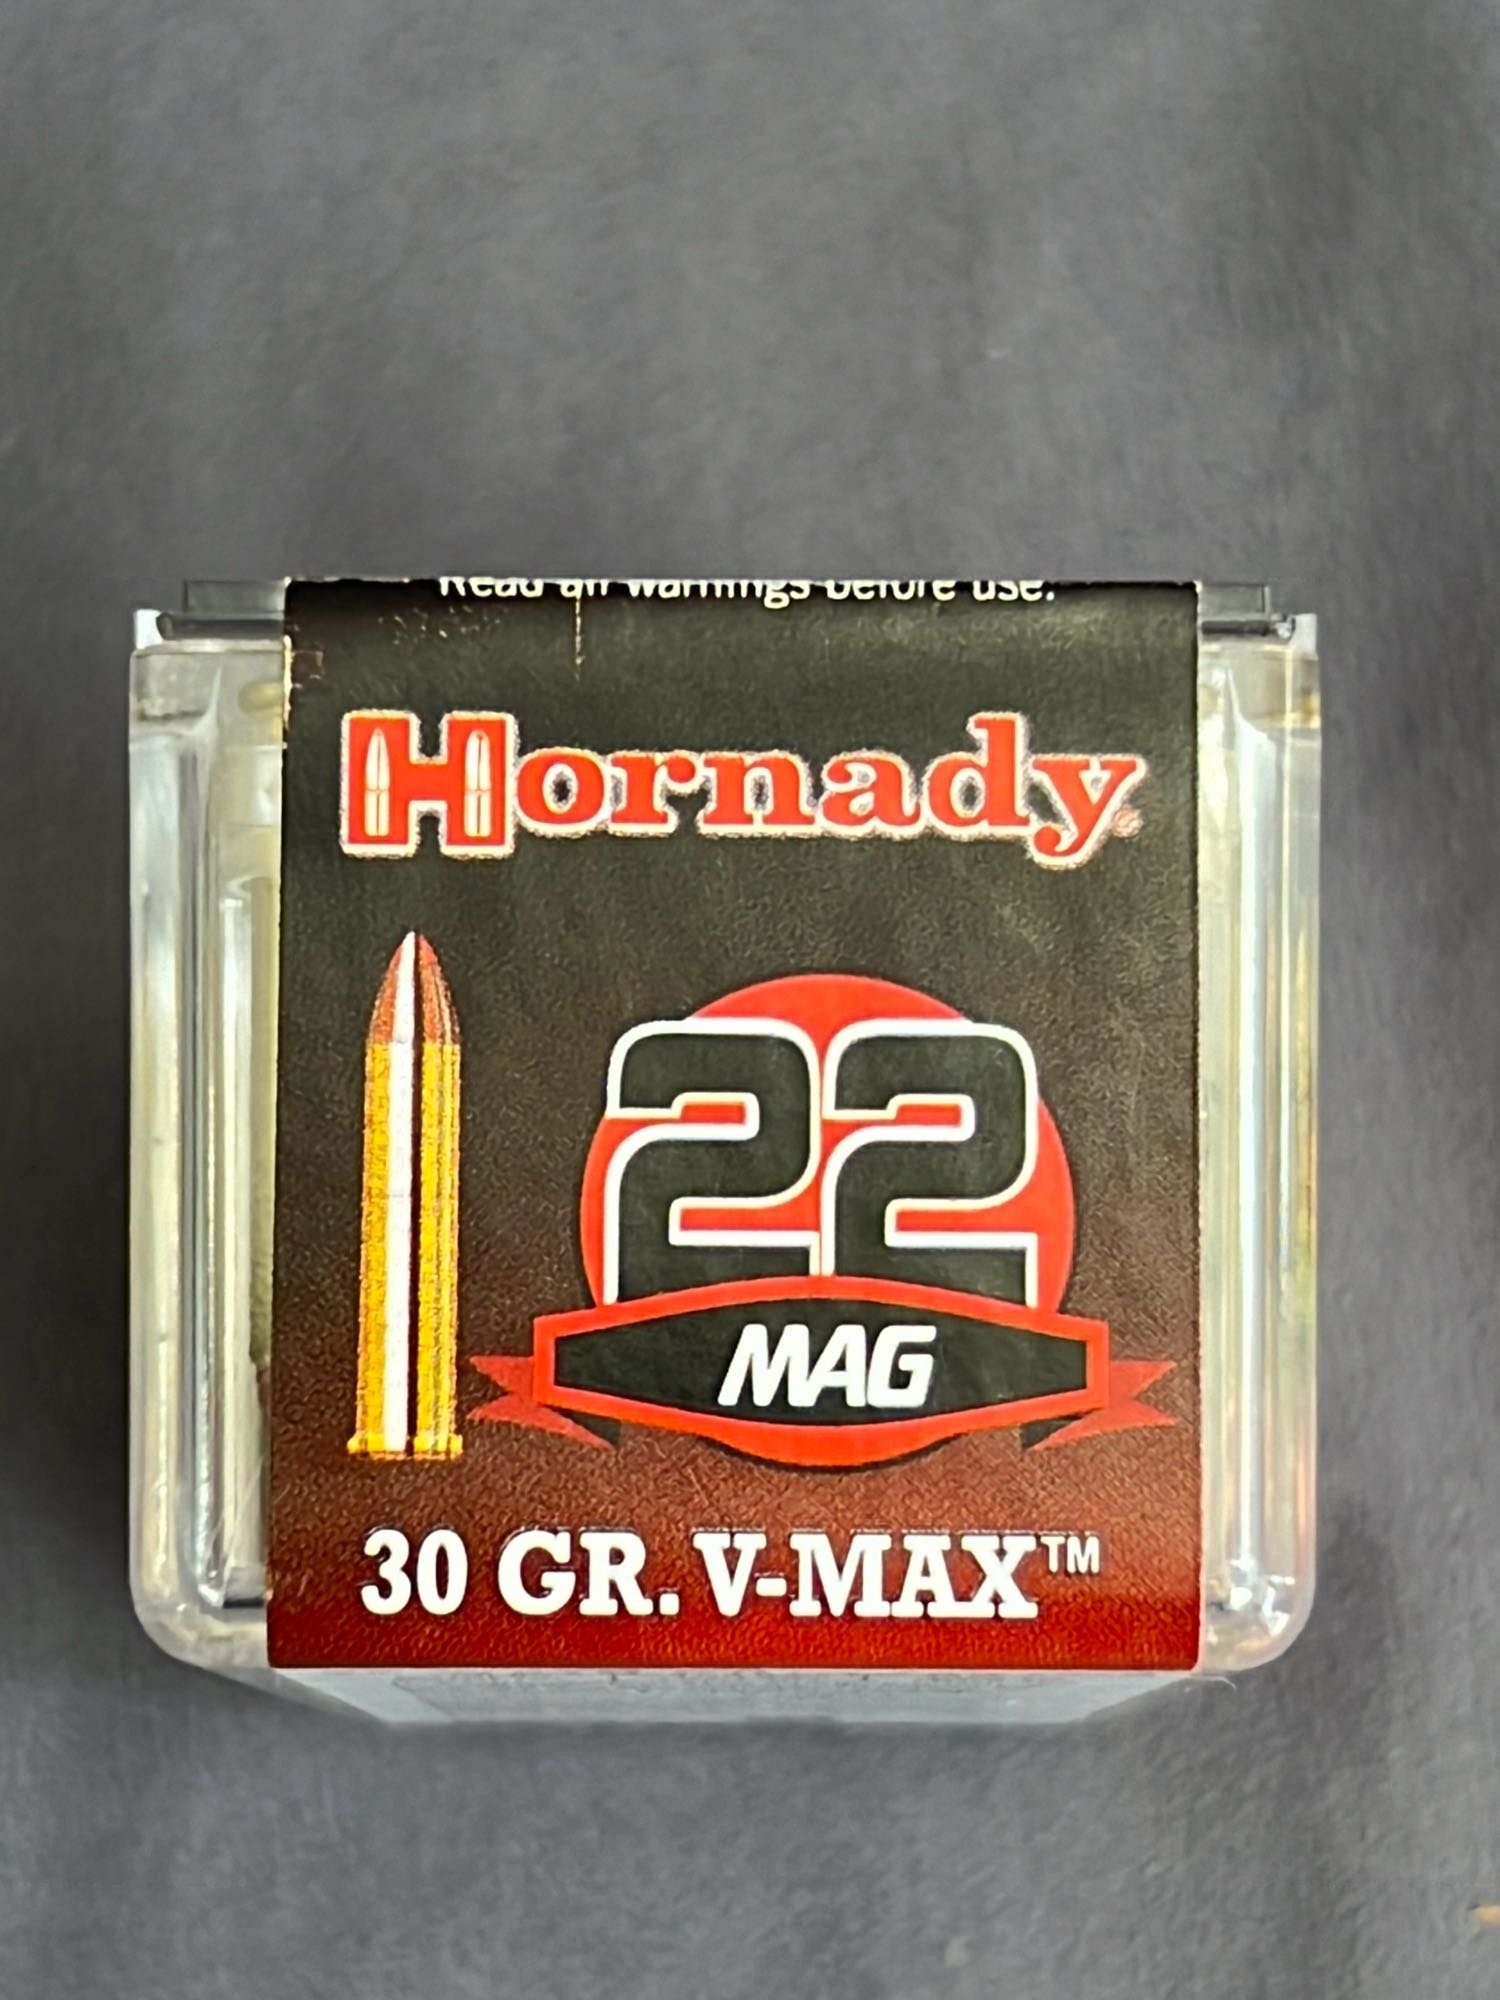 Read all warnings before use.
Hornady®
22
MAG
30 GR. V-MAX™